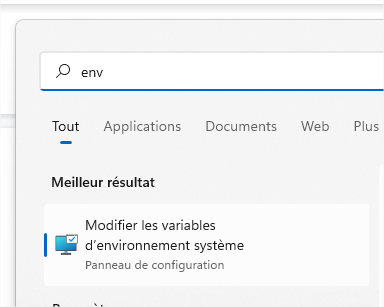 env
Tout Applications Documents Web Plus
Meilleur résultat
Modifier les variables
d’environnement système
Panneau de configuration